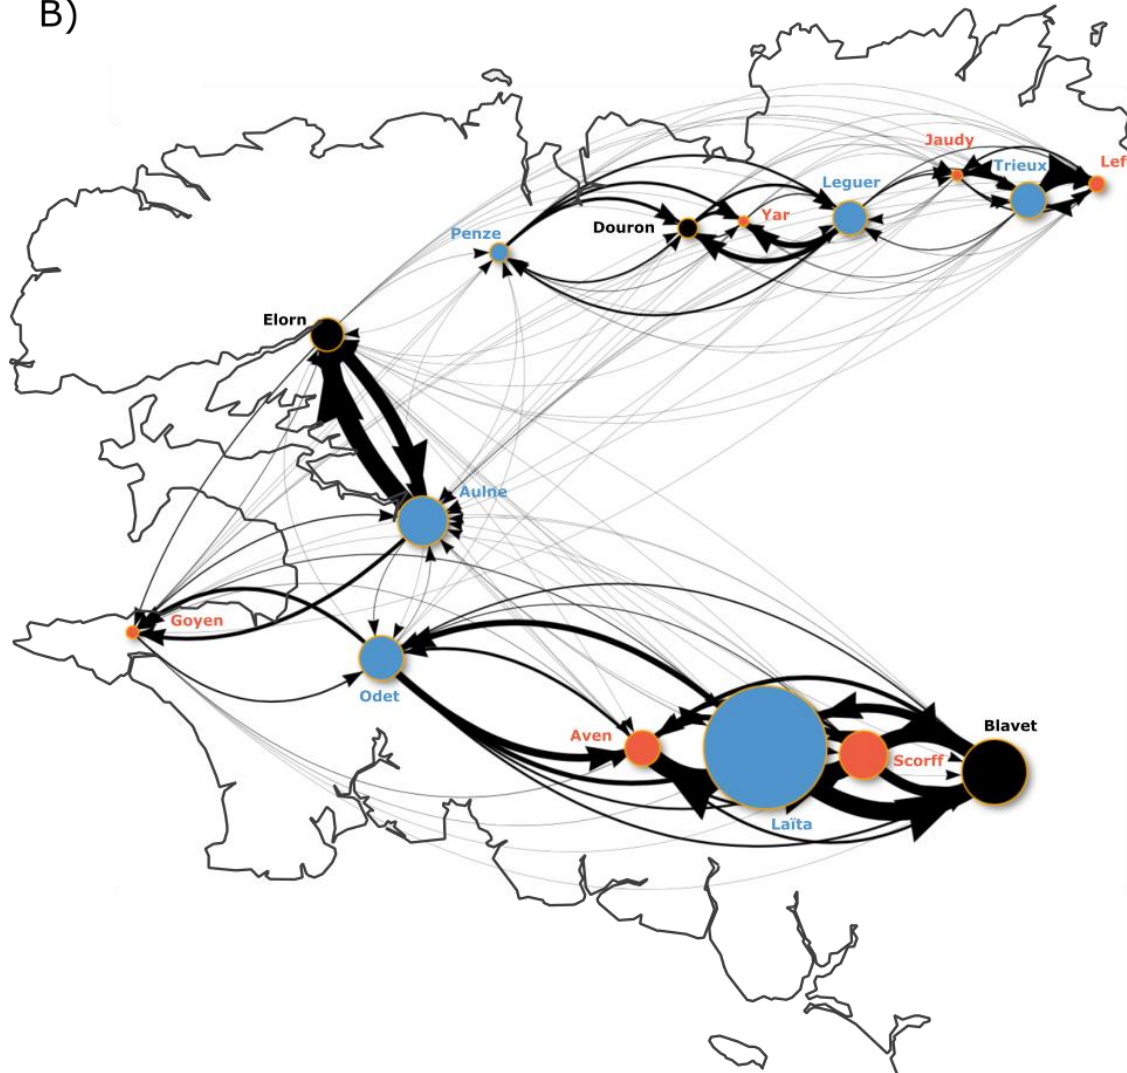 B)
Jaudy
Trieux
Lef
Leguer
Yar
Douron
Penze
Elorn
Aulne
Goyen
Odet
Aven
Blavet
Scorff
Laïta